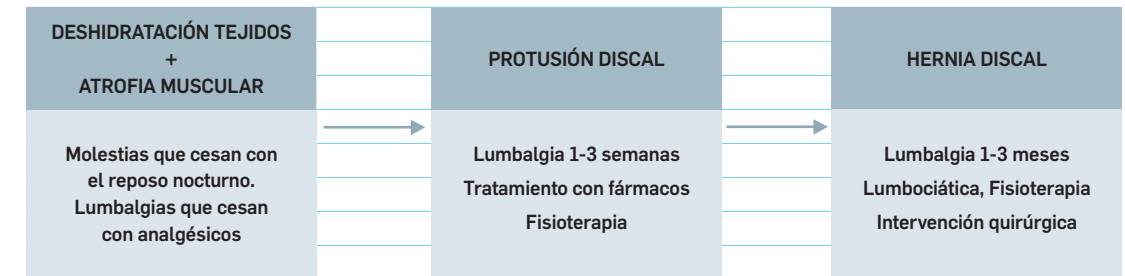 DESHIDRATACIÓN TEJIDOS
+
ATROFIA MUSCULAR
Molestias que cesan con
el reposo nocturno.
Lumbalgias que cesan
con analgésicos
PROTUSIÓN DISCAL
Lumbalgia 1-3 semanas
Tratamiento con fármacos
Fisioterapia
HERNIA DISCAL
Lumbalgia 1-3 meses
Lumbociática, Fisioterapia
Intervención quirúrgica